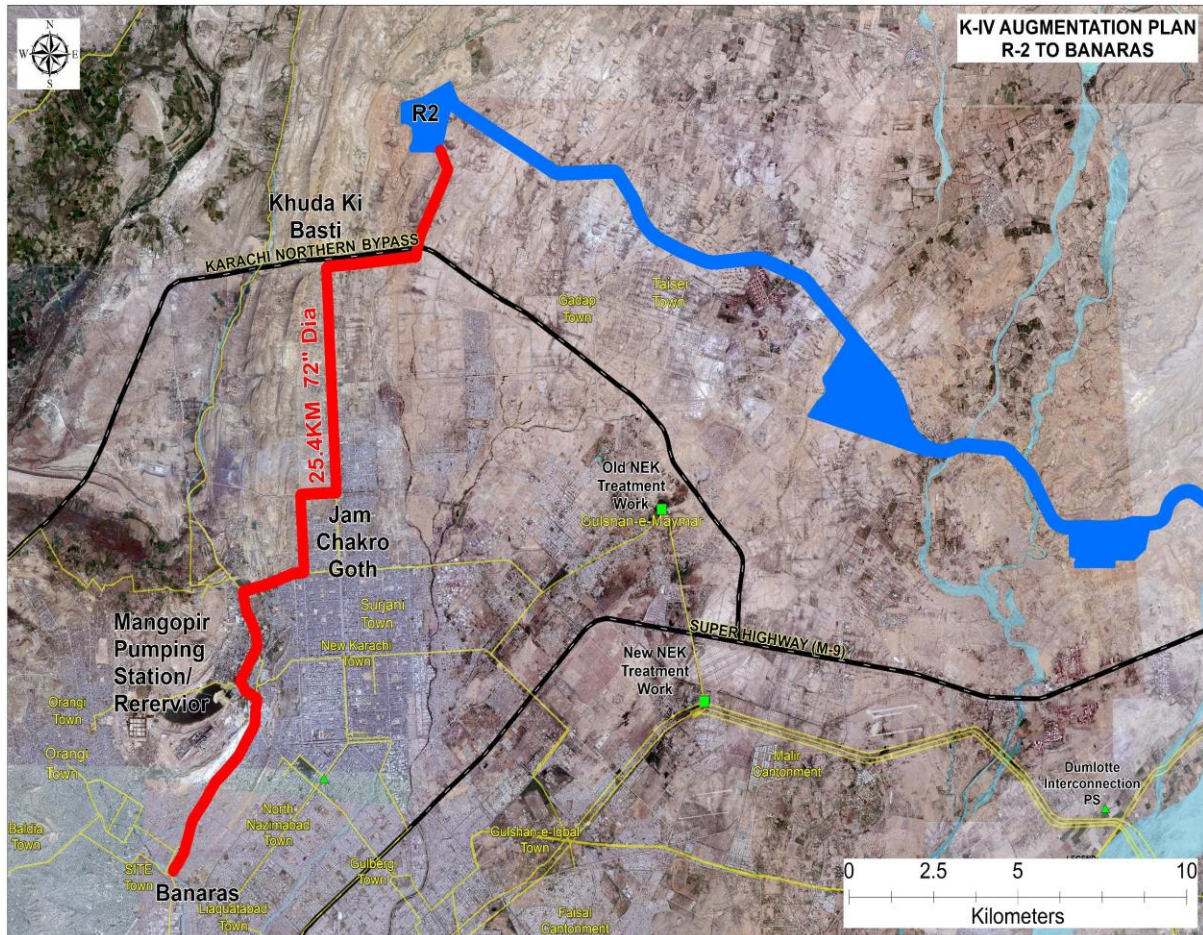 K-IV AUGMENTATION PLAN
R-2 TO BANARAS
N
W
E
S
R2
Khuda Ki
Basti
KARACHI NORTHERN BYPASS
Gadap
Town
Taisei
Town
25.4KM 72" Dia
Old NEK
Treatment
Work
Gulshan-e-Maymar
Jam
Chakro
Goth
Surjani
Town
Mangopir
Pumping
Station/
Rerervior
New Karachi
Town
SUPER HIGHWAY (M-9)
New NEK
Treatment
Work
Orangi
Town
Orangi
Town
Malir
Cantonment
Dumlotte
Interconnection
PS
North
Nazimabad
Town
Baldia
Town
Gulshan-e-Iqbal
Town
SITE
Town
Gulberg
Town
LEGEND
Banaras
Liaquatabad
Town
Faisal
Cantonment
0 2.5 5 10
Kilometers